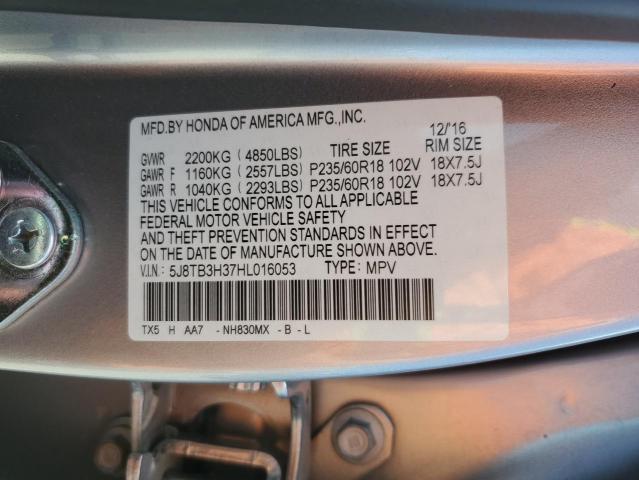 MFD.BY HONDA OF AMERICA MFG.,INC. 12/'16
GVWR 2200KG (4850LBS) TIRE SIZE RIM SIZE
GAWR F 1160KG (2557LBS) P235/60R18 102V 18X7.5J
GAWR R 1040KG (2293LBS) P235/60R18 102V 18X7.5J
THIS VEHICLE CONFORMS TO ALL APPLICABLE
FEDERAL MOTOR VEHICLE SAFETY
AND THEFT PREVENTION STANDARDS IN EFFECT
ON THE DATE OF MANUFACTURE SHOWN ABOVE.
V.I.N: 5J8TB3H37HL016053 TYPE: MPV
TX5 H AA7 - NH830MX - B - L